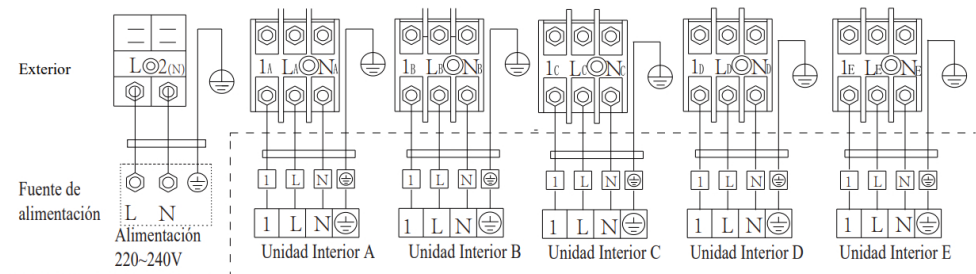 Exterior
L 2(N)
1A LA NA
1B LB NB
1C LC NC
1D LD ND
1E LE NE
Fuente de
alimentación
L N
Alimentación
220~240V
1 L N
1 L N
Unidad Interior A
1 L N
1 L N
Unidad Interior B
1 L N
1 L N
Unidad Interior C
1 L N
1 L N
Unidad Interior D
1 L N
1 L N
Unidad Interior E